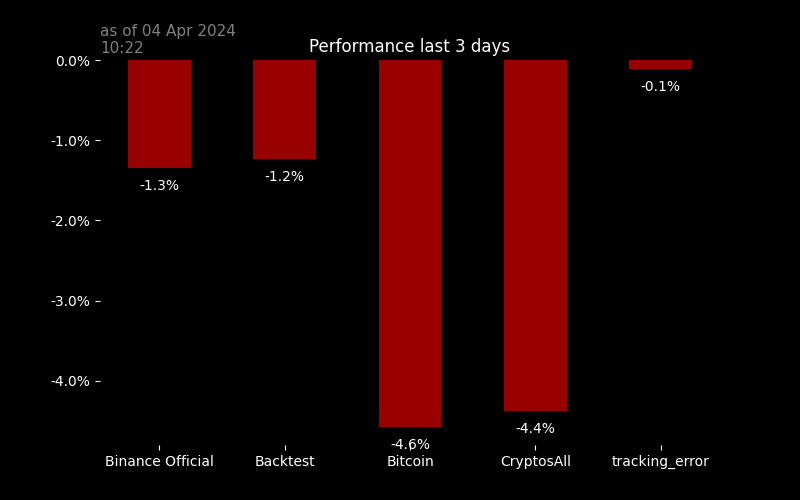 as of 04 Apr 2024
10:22
Performance last 3 days
0.0%
-1.0%
-2.0%
-3.0%
-4.0%
-1.3%
-1.2%
-4.6%
-4.4%
-0.1%
Binance Official
Backtest
Bitcoin
CryptosAll
tracking_error